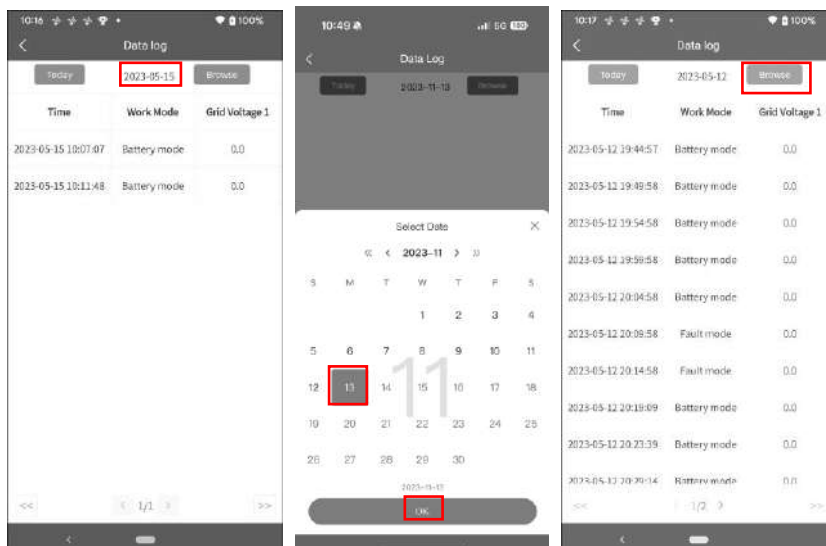 10:16
100%
Data log
Today
2023-05-15
Browse
Time
Work Mode
Grid Voltage 1
2023-05-15 10:07:07
Battery mode
0.0
2023-05-15 10:11:48
Battery mode
0.0
<<
< 1/1 >
>>
10:49
5G
Data Log
Today
2023-11-13
Browse
Select Date
×
« < 2023-11 > »
S M T W T F S
1 2 3 4
5 6 7 8 9 10 11
12 13 14 15 16 17 18
19 20 21 22 23 24 25
26 27 28 29 30
11
2023-11-13
OK
10:17
100%
Data log
Today
2023-05-12
Browse
Time
Work Mode
Grid Voltage 1
2023-05-12 19:44:57
Battery mode
0.0
2023-05-12 19:49:58
Battery mode
0.0
2023-05-12 19:54:58
Battery mode
0.0
2023-05-12 19:59:58
Battery mode
0.0
2023-05-12 20:04:58
Battery mode
0.0
2023-05-12 20:09:58
Fault mode
0.0
2023-05-12 20:14:58
Fault mode
0.0
2023-05-12 20:19:09
Battery mode
0.0
2023-05-12 20:23:39
Battery mode
0.0
2023-05-12 20:29:14
Battery mode
0.0
<<
< 1/2 >
>>